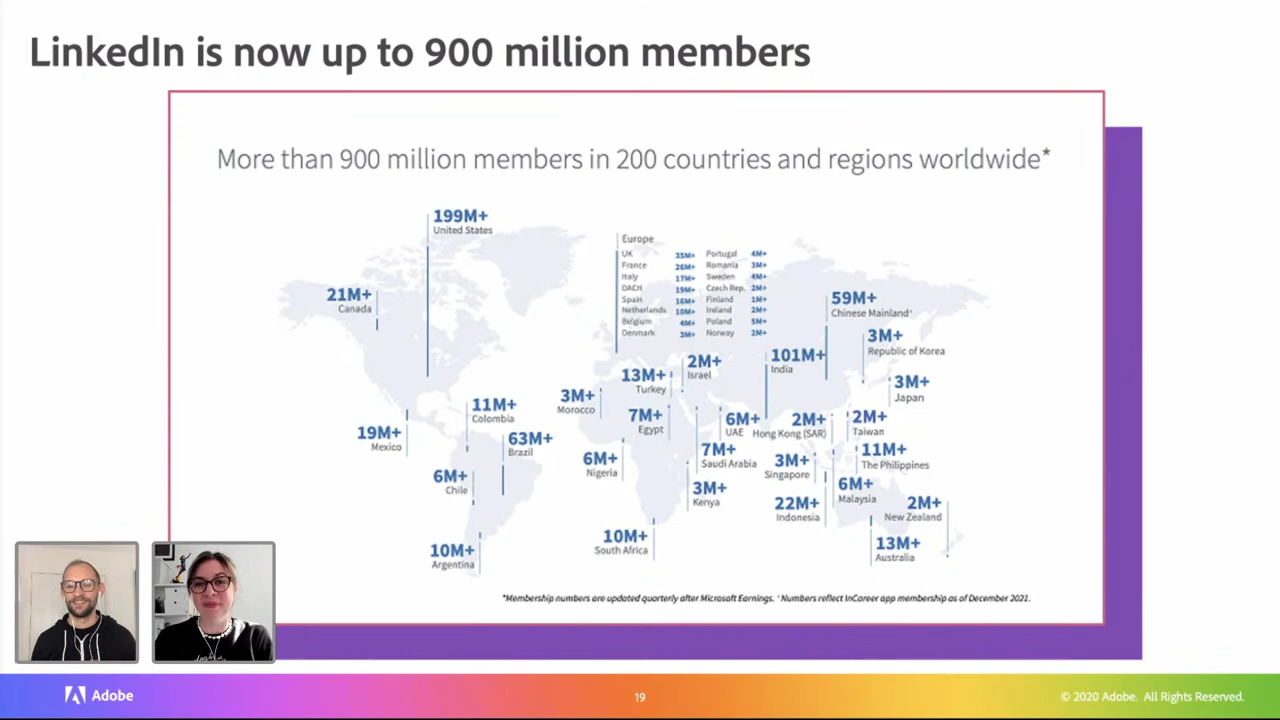 LinkedIn is now up to 900 million members
More than 900 million members in 200 countries and regions worldwide*
199M+
United States
21M+
Canada
Europe
UK 35M+ Portugal 4M+
France 26M+ Romania 3M+
Italy 17M+ Sweden 4M+
DACH 19M+ Czech Rep. 2M+
Spain 16M+ Finland 1M+
Netherlands 10M+ Ireland 2M+
Belgium 4M+ Poland 5M+
Denmark 3M+ Norway 2M+
59M+
Chinese Mainland⁺
3M+
Republic of Korea
101M+
India
2M+
Israel
13M+
Turkey
3M+
Japan
3M+
Morocco
11M+
Colombia
7M+
Egypt
6M+
UAE
2M+
Hong Kong (SAR)
2M+
Taiwan
19M+
Mexico
63M+
Brazil
6M+
Nigeria
7M+
Saudi Arabia
3M+
Singapore
11M+
The Philippines
6M+
Chile
3M+
Kenya
6M+
Malaysia
22M+
Indonesia
2M+
New Zealand
10M+
Argentina
10M+
South Africa
13M+
Australia
*Membership numbers are updated quarterly after Microsoft Earnings. ⁺ Numbers reflect InCareer app membership as of December 2021.
Adobe
19
© 2020 Adobe. All Rights Reserved.